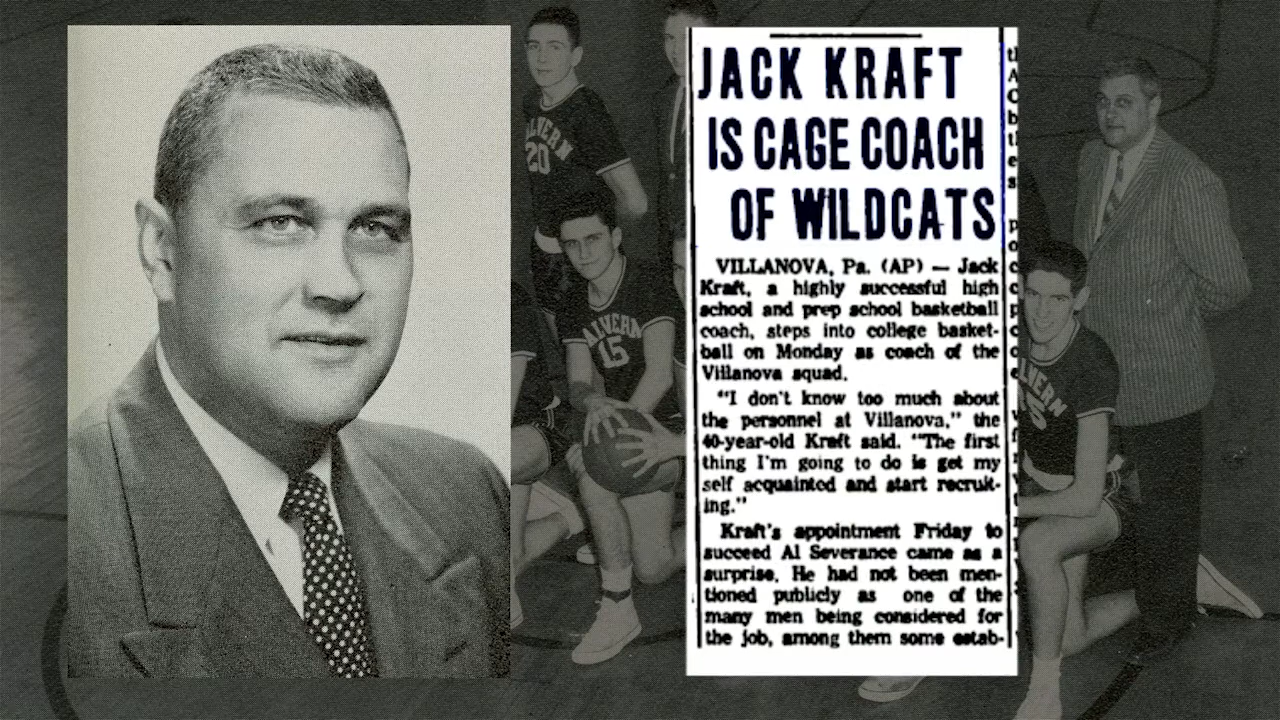 JACK KRAFT
IS CAGE COACH
OF WILDCATS
VILLANOVA, Pa. (AP) — Jack
Kraft, a highly successful high
school and prep school basketball
coach, steps into college basket-
ball on Monday as coach of the
Villanova squad.
"I don't know too much about
the personnel at Villanova," the
40-year-old Kraft said. "The first
thing I'm going to do is get my
self acquainted and start recruit-
ing."
Kraft's appointment Friday to
succeed Al Severance came as a
surprise. He had not been men-
tioned publicly as one of the
many men being considered for
the job, among them some estab-
20
MALVERN
15